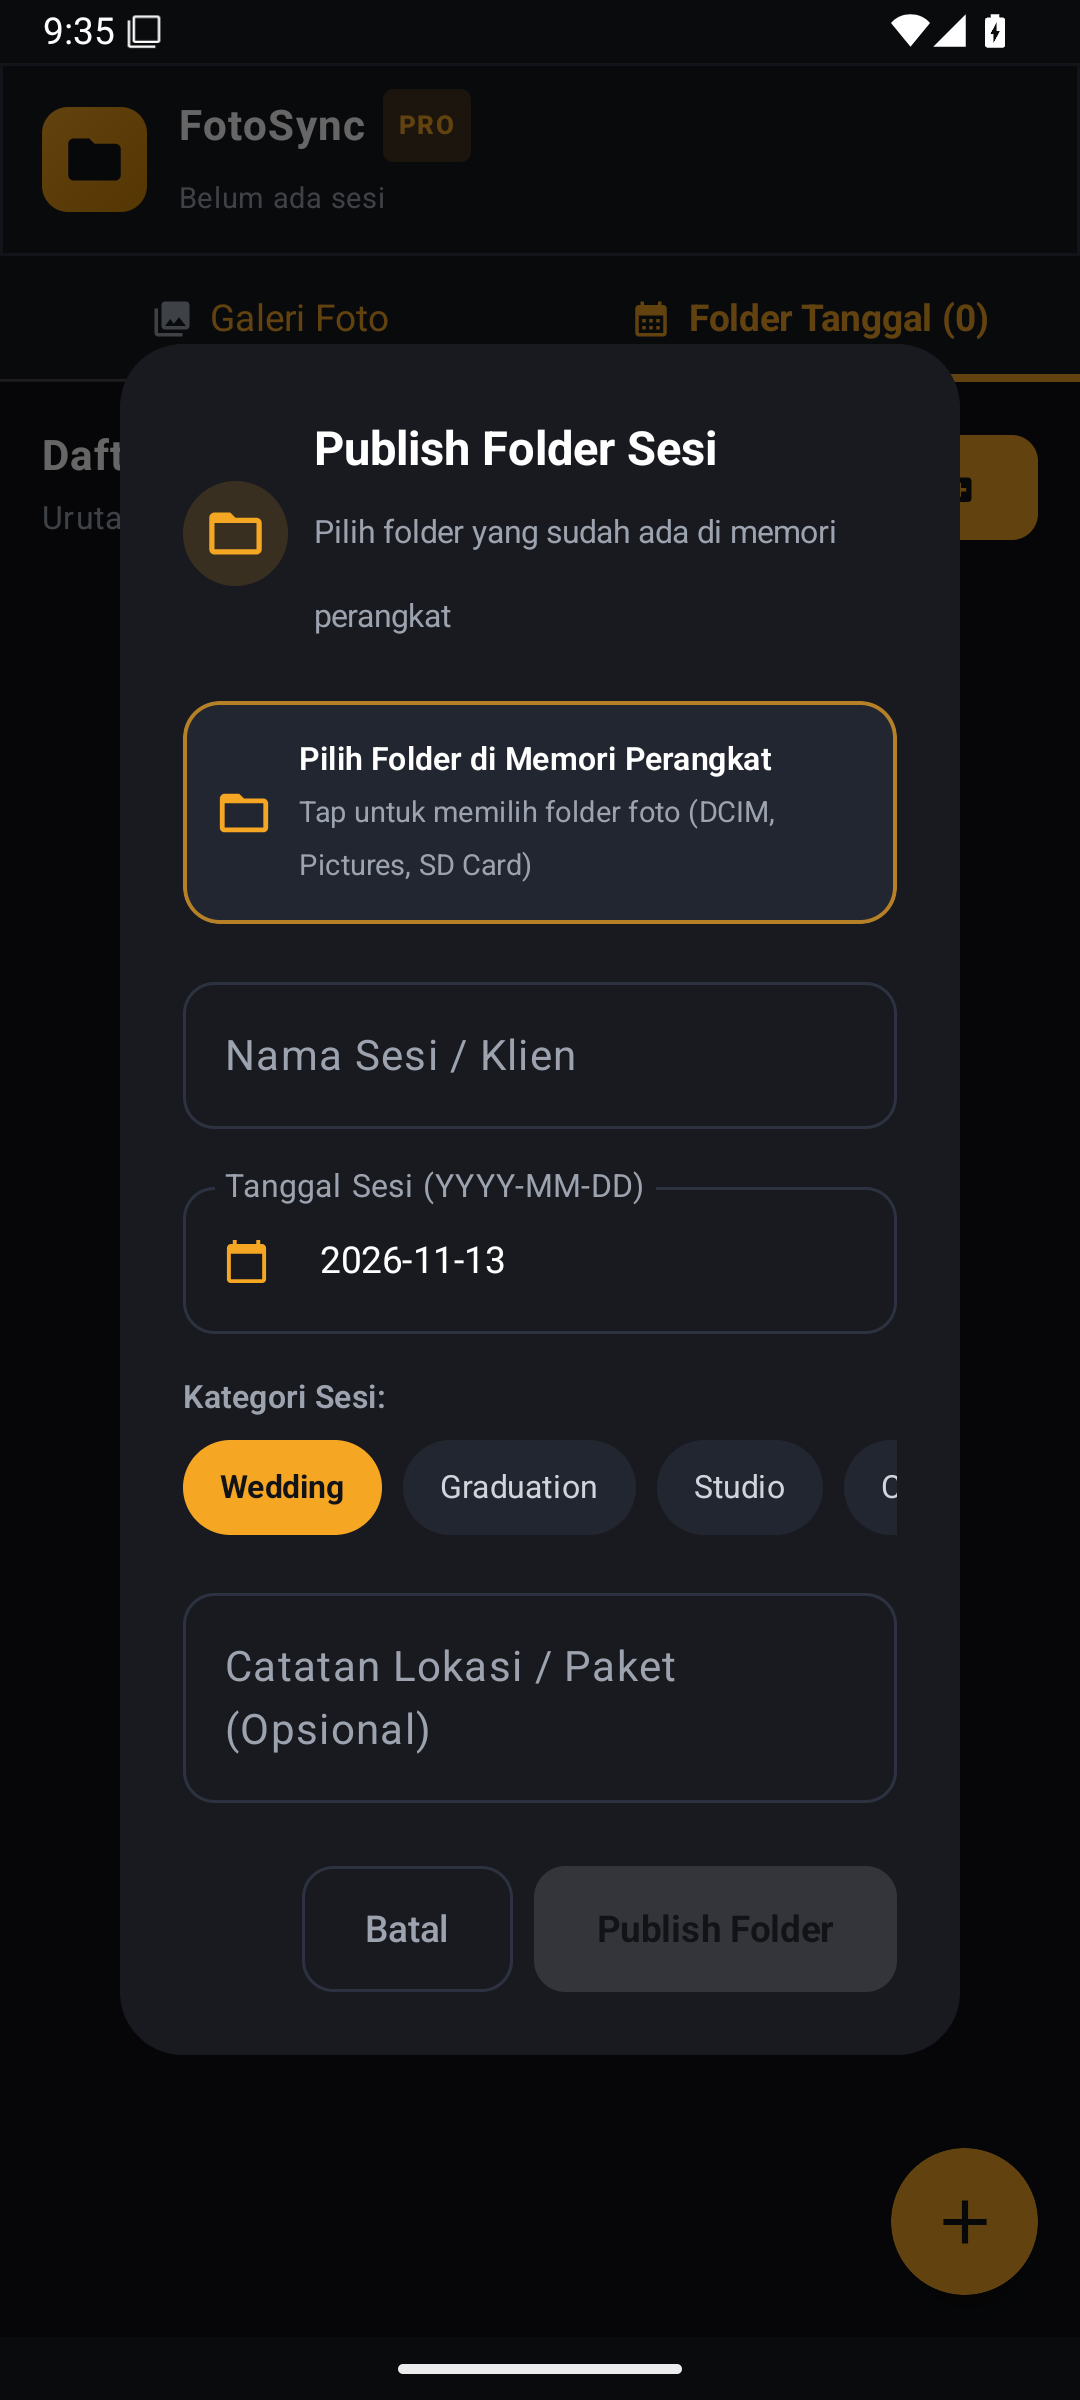 9:35
FotoSync PRO
Belum ada sesi
Galeri Foto
Folder Tanggal (0)
Daft
Uruta
Publish Folder Sesi
Pilih folder yang sudah ada di memori
perangkat
Pilih Folder di Memori Perangkat
Tap untuk memilih folder foto (DCIM,
Pictures, SD Card)
Nama Sesi / Klien
Tanggal Sesi (YYYY-MM-DD)
2026-11-13
Kategori Sesi:
Wedding Graduation Studio
Catatan Lokasi / Paket
(Opsional)
Batal Publish Folder